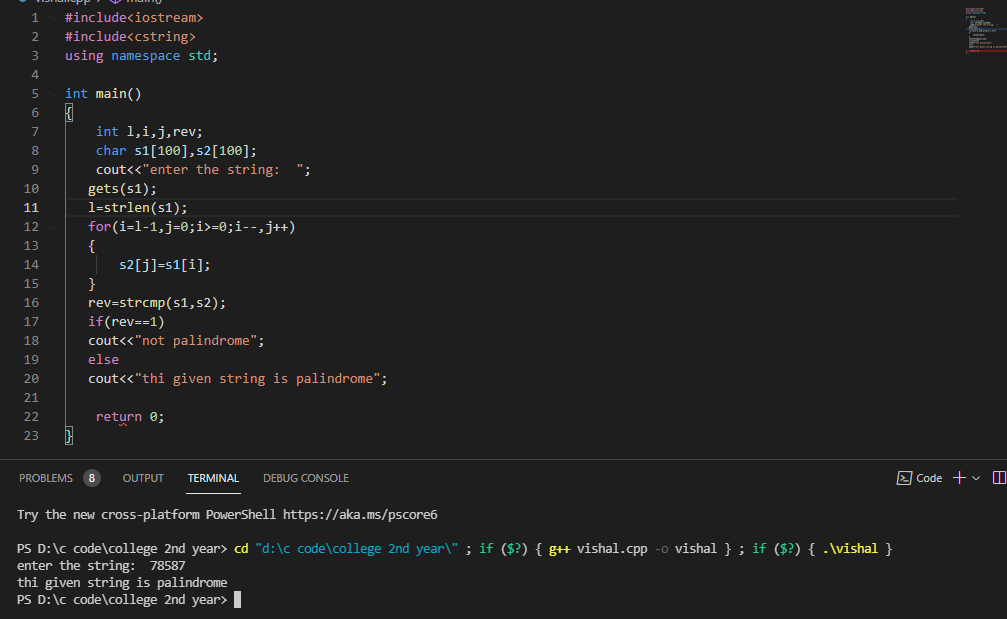 main()
1 #include<iostream>
2 #include<cstring>
3 using namespace std;
4
5 int main()
6 {
7 int l,i,j,rev;
8 char s1[100],s2[100];
9 cout<<"enter the string:  ";
10 gets(s1);
11 l=strlen(s1);
12 for(i=l-1,j=0;i>=0;i--,j++)
13 {
14 s2[j]=s1[i];
15 }
16 rev=strcmp(s1,s2);
17 if(rev==1)
18 cout<<"not palindrome";
19 else
20 cout<<"thi given string is palindrome";
21
22 return 0;
23 }
PROBLEMS 8 OUTPUT TERMINAL DEBUG CONSOLE Code
Try the new cross-platform PowerShell https://aka.ms/pscore6
PS D:\c code\college 2nd year> cd "d:\c code\college 2nd year\" ; if ($?) { g++ vishal.cpp -o vishal } ; if ($?) { .\vishal }
enter the string:  78587
thi given string is palindrome
PS D:\c code\college 2nd year>